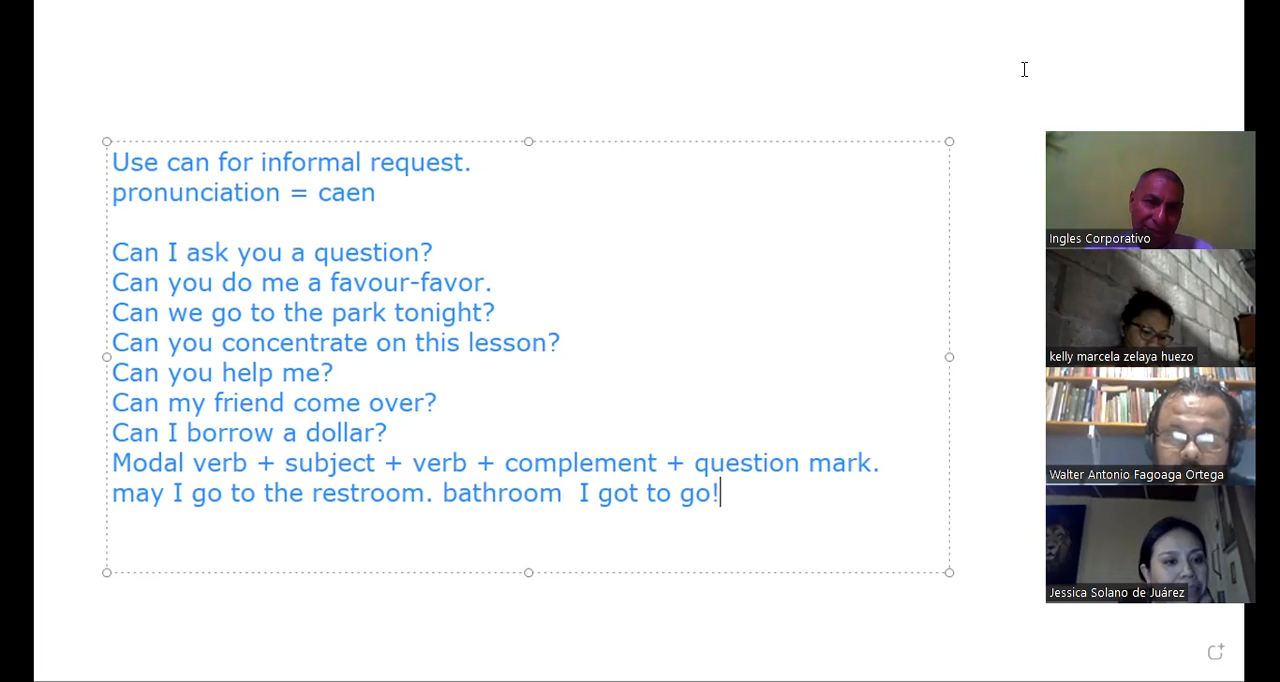 Use can for informal request.
pronunciation = caen
Can I ask you a question?
Can you do me a favour-favor.
Can we go to the park tonight?
Can you concentrate on this lesson?
Can you help me?
Can my friend come over?
Can I borrow a dollar?
Modal verb + subject + verb + complement + question mark.
may I go to the restroom. bathroom  I got to go!
Ingles Corporativo
kelly marcela zelaya huezo
Walter Antonio Fagoaga Ortega
Jessica Solano de Juárez